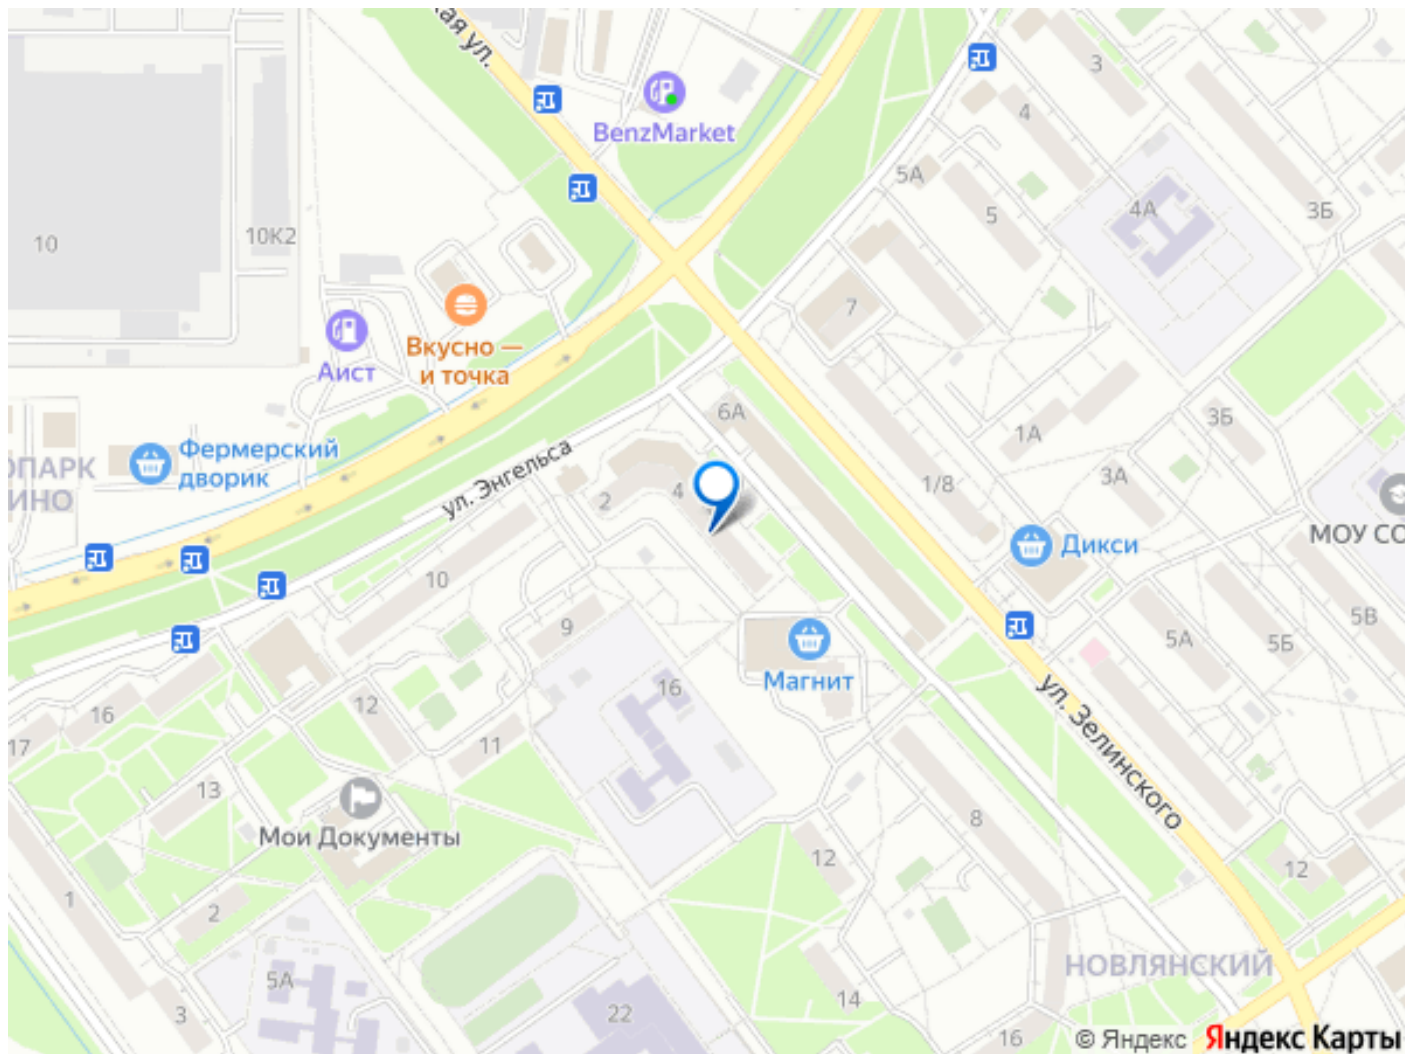 кая ул.
3
4
BenzMarket
5А
4А
5
3Б
10К2
10
7
Вкусно —
и точка
Аист
6А
3Б
1А
Фермерский
дворик
ОПАРК
ИНО
ул. Энгельса
2
4
1/8
3А
МОУ СО
Дикси
10
9
5В
5А
5Б
Магнит
16
ул. Зелинского
16
12
17
11
13
Мои Документы
8
12
12
1
2
НОВЛЯНСКИЙ
5А
14
3
22
16
© Яндекс Яндекс Карты